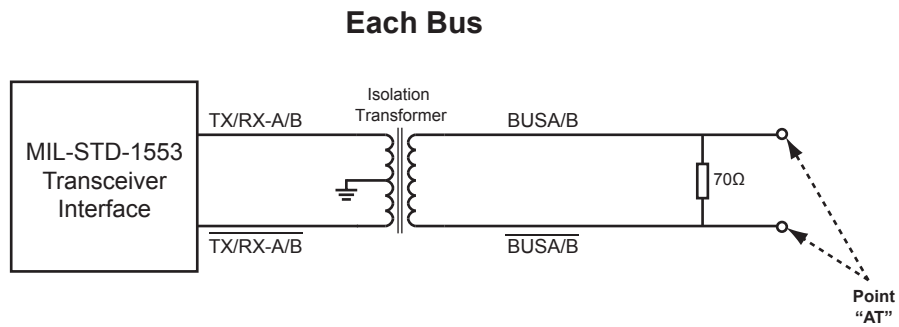 Each Bus
MIL-STD-1553
Transceiver
Interface
TX/RX-A/B
Isolation
Transformer
BUSA/B
70Ω
TX/RX-A/B
BUSA/B
Point
“AT”